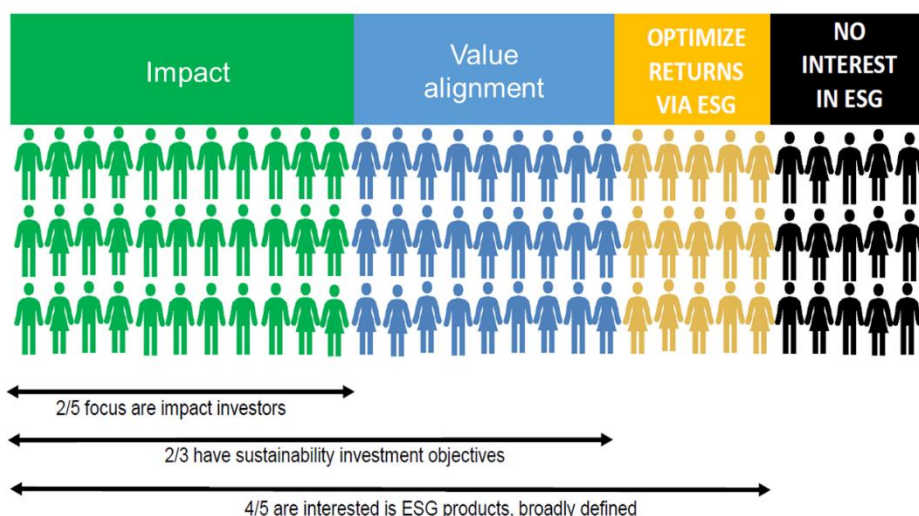 Impact
Value
alignment
OPTIMIZE
RETURNS
VIA ESG
NO
INTEREST
IN ESG
2/5 focus are impact investors
2/3 have sustainability investment objectives
4/5 are interested is ESG products, broadly defined